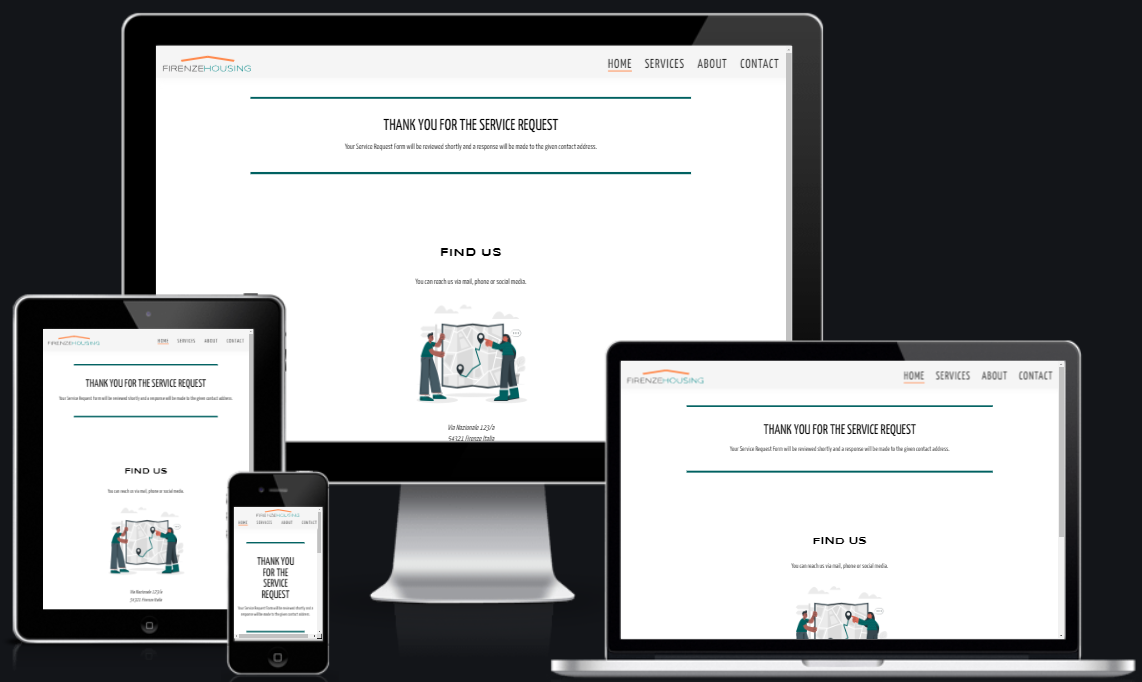 FIRENZEHOUSING
HOME SERVICES ABOUT CONTACT
THANK YOU FOR THE SERVICE REQUEST
Your Service Request Form will be reviewed shortly and a response will be made to the given contact address.
FIND US
You can reach us via mail, phone or social media.
Via Nazionale 123/a
54321 Firenze Italia
FIRENZEHOUSING
HOME SERVICES ABOUT CONTACT
THANK YOU FOR THE SERVICE REQUEST
Your Service Request Form will be reviewed shortly and a response will be made to the given contact address.
FIND US
You can reach us via mail, phone or social media.
Via Nazionale 123/a
54321 Firenze Italia
FIRENZEHOUSING
HOME SERVICES ABOUT CONTACT
THANK YOU
FOR THE
SERVICE
REQUEST
Your Service Request Form will be reviewed shortly and a
response will be made to the given contact address.
FIRENZEHOUSING
HOME SERVICES ABOUT CONTACT
THANK YOU FOR THE SERVICE REQUEST
Your Service Request Form will be reviewed shortly and a response will be made to the given contact address.
FIND US
You can reach us via mail, phone or social media.